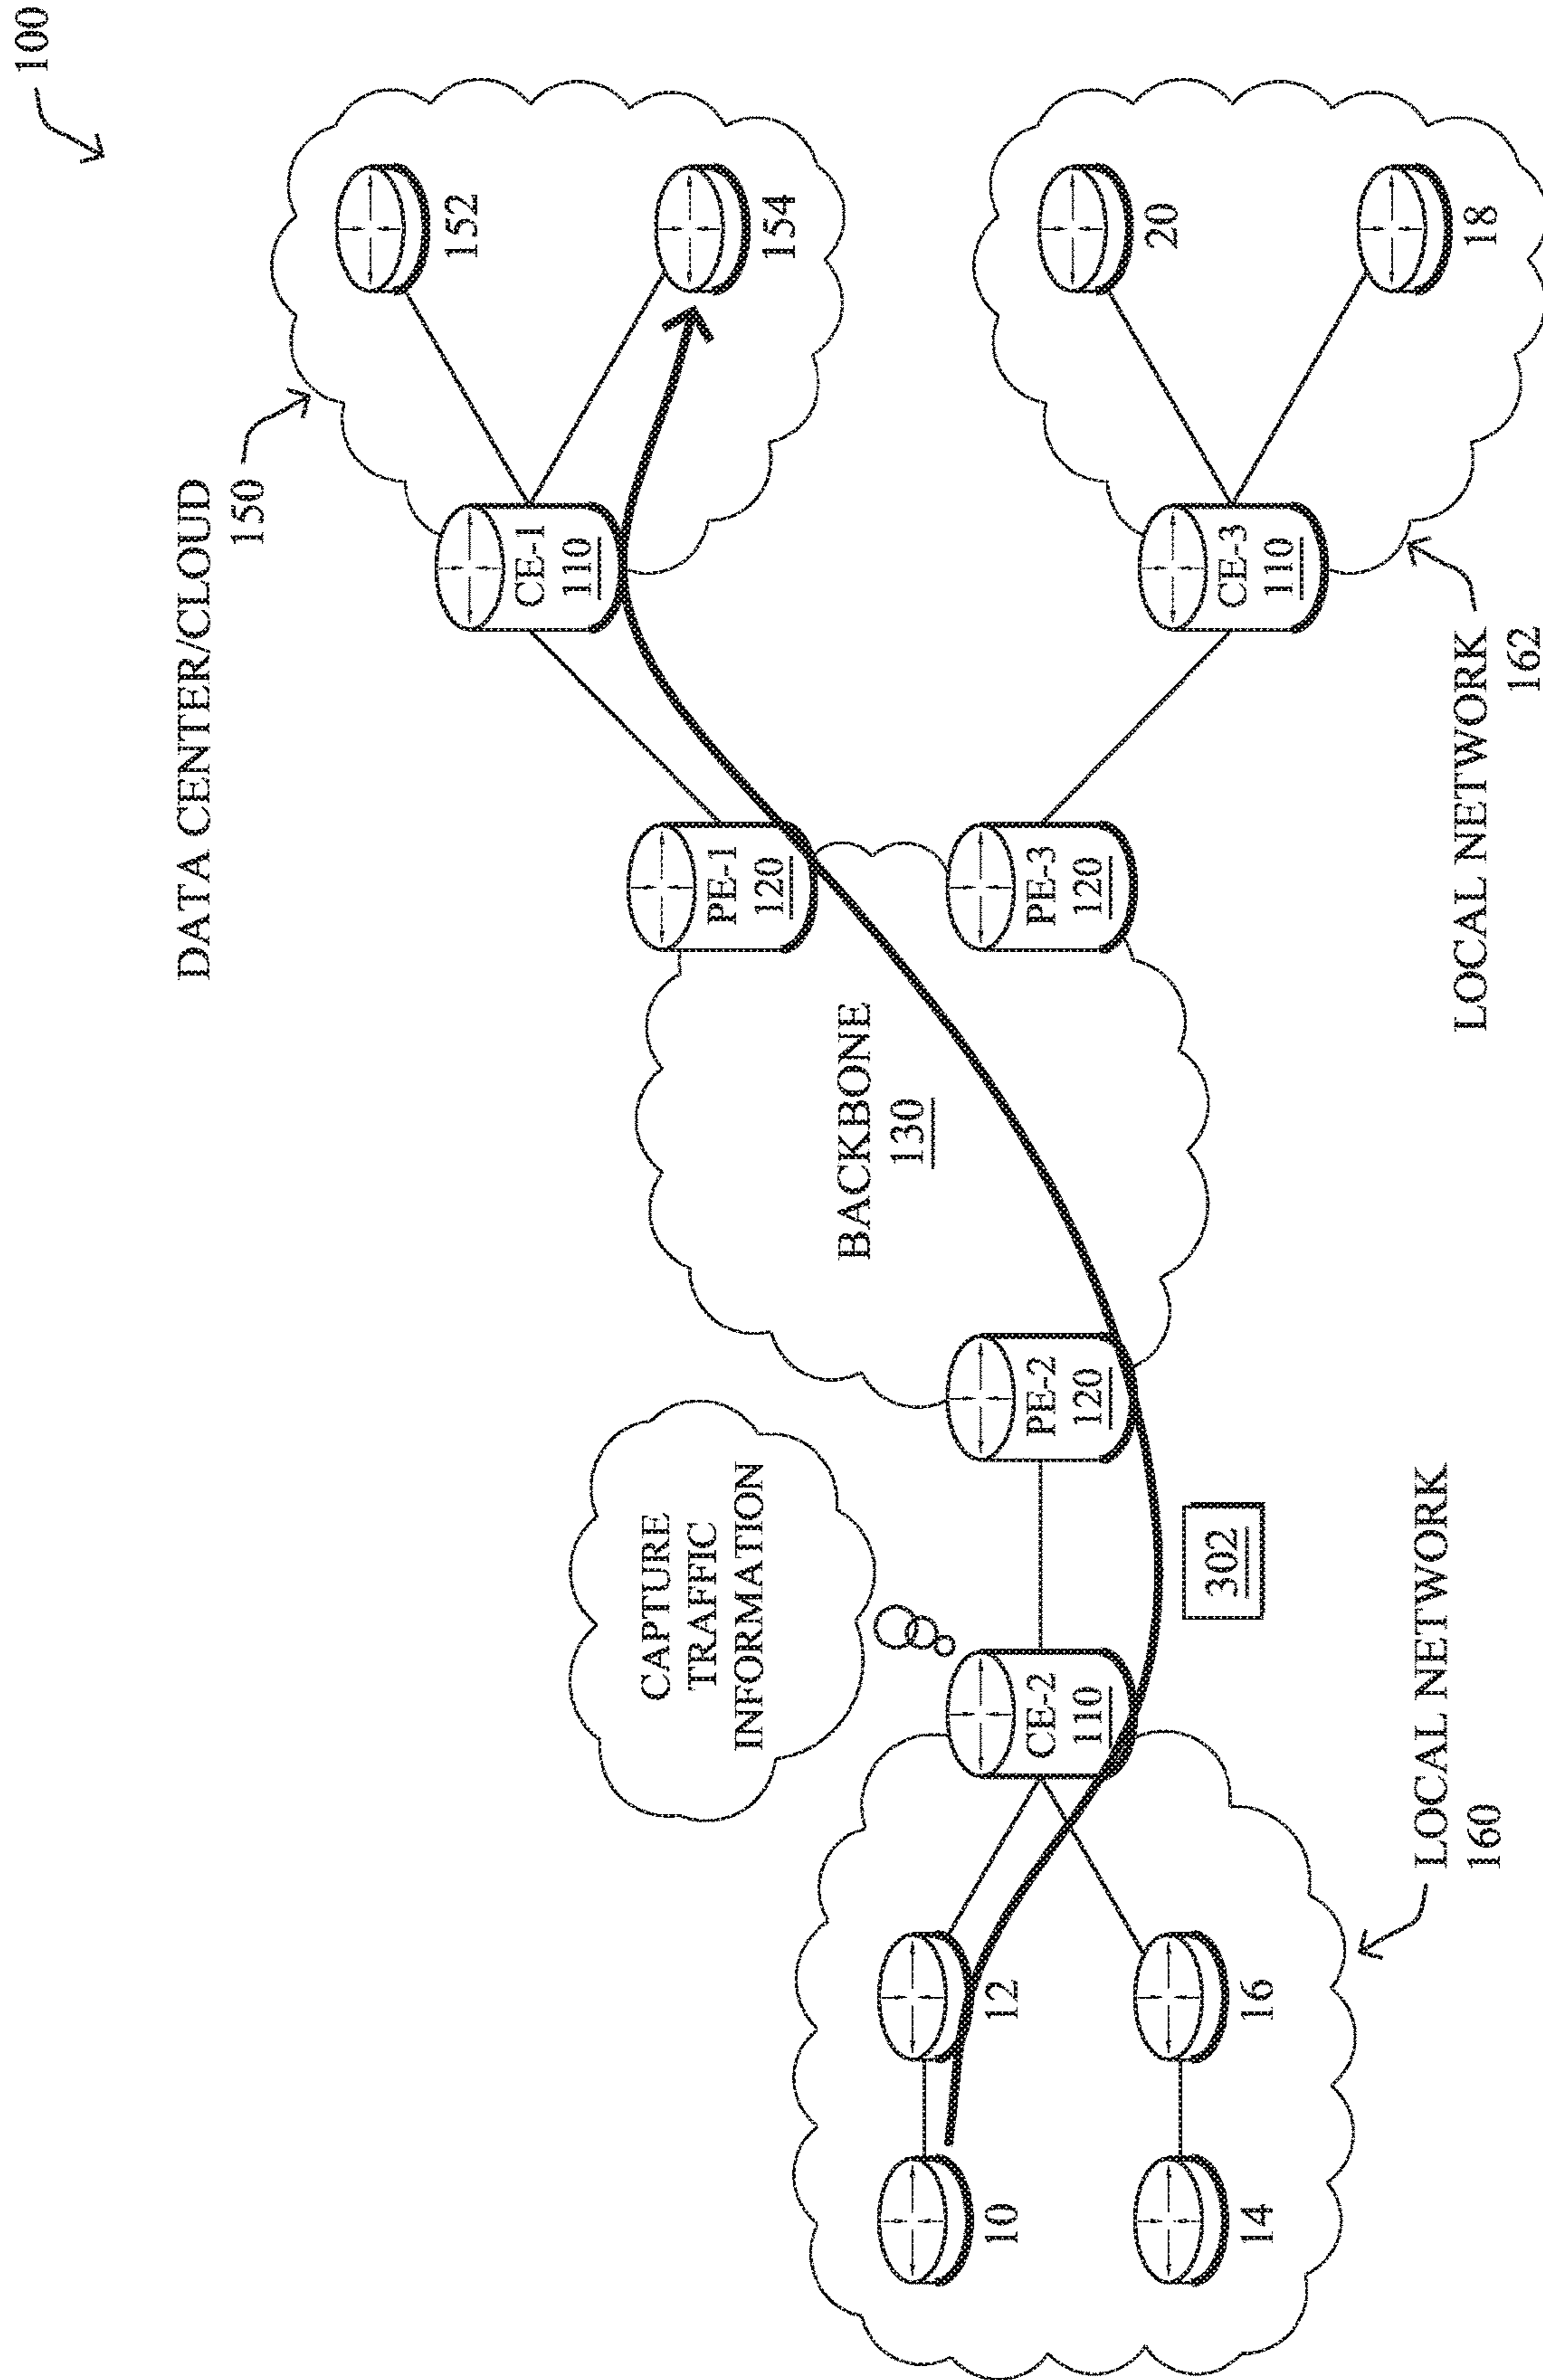 100
DATA CENTER/CLOUD
150
152
154
CE-1
110
PE-1
120
BACKBONE
130
CAPTURE
TRAFFIC
INFORMATION
10
12
14
16
CE-2
110
302
PE-2
120
PE-3
120
CE-3
110
20
18
LOCAL NETWORK
160
LOCAL NETWORK
162